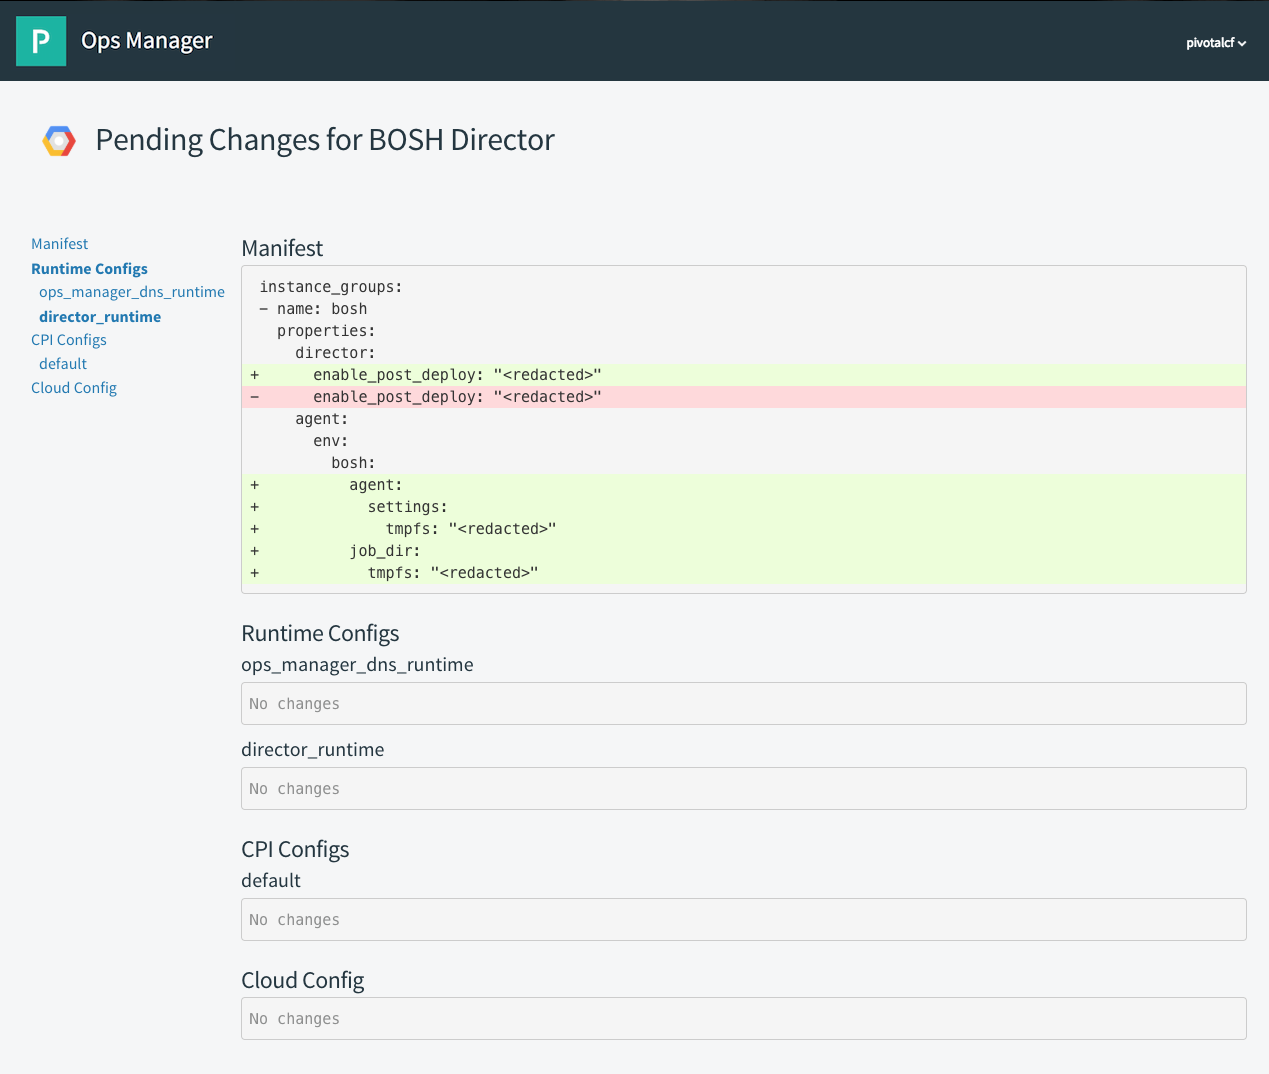 P Ops Manager
pivotalcf
Pending Changes for BOSH Director
Manifest
Runtime Configs
ops_manager_dns_runtime
director_runtime
CPI Configs
default
Cloud Config
Manifest
instance_groups:
- name: bosh
properties:
director:
+ enable_post_deploy: "<redacted>"
- enable_post_deploy: "<redacted>"
agent:
env:
bosh:
+ agent:
+ settings:
+ tmpfs: "<redacted>"
+ job_dir:
+ tmpfs: "<redacted>"
Runtime Configs
ops_manager_dns_runtime
No changes
director_runtime
No changes
CPI Configs
default
No changes
Cloud Config
No changes